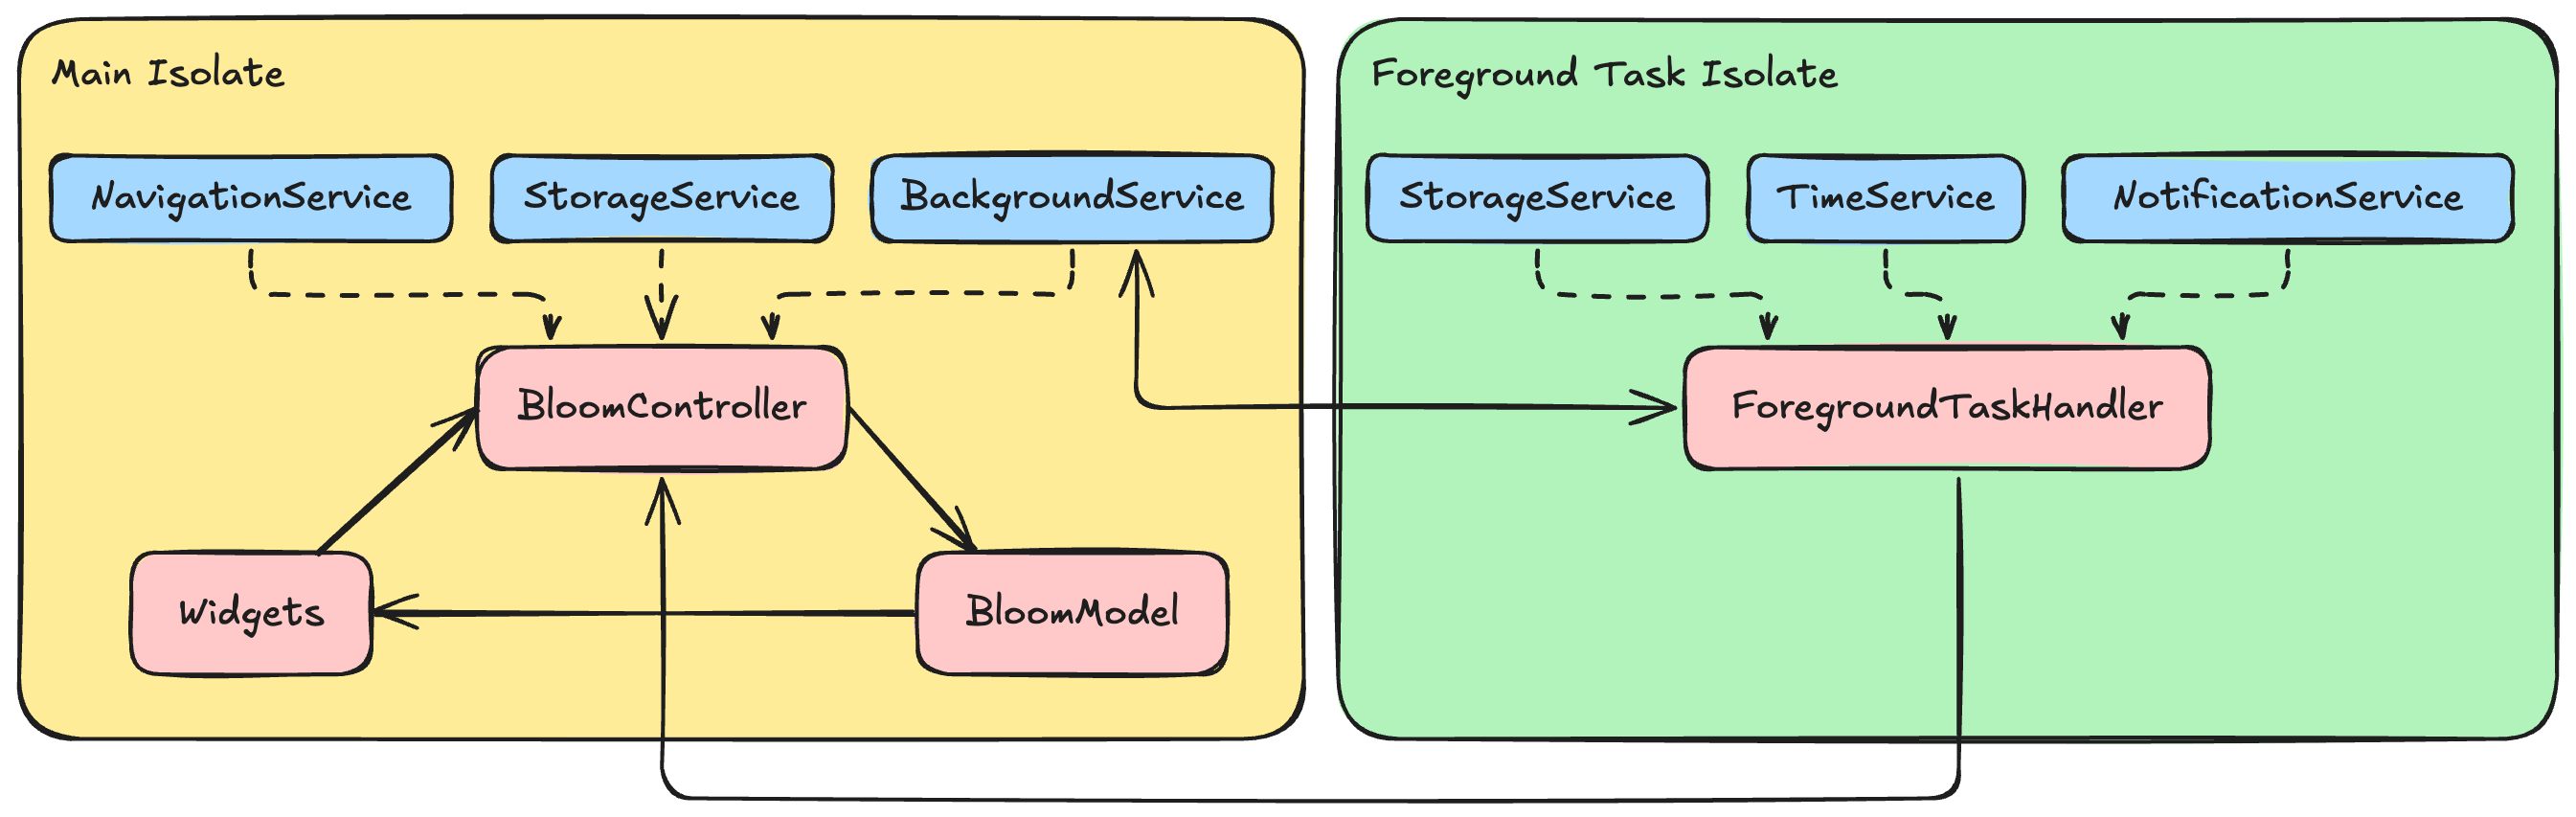 Main Isolate
Foreground Task Isolate
NavigationService
StorageService
BackgroundService
StorageService
TimeService
NotificationService
BloomController
ForegroundTaskHandler
Widgets
BloomModel